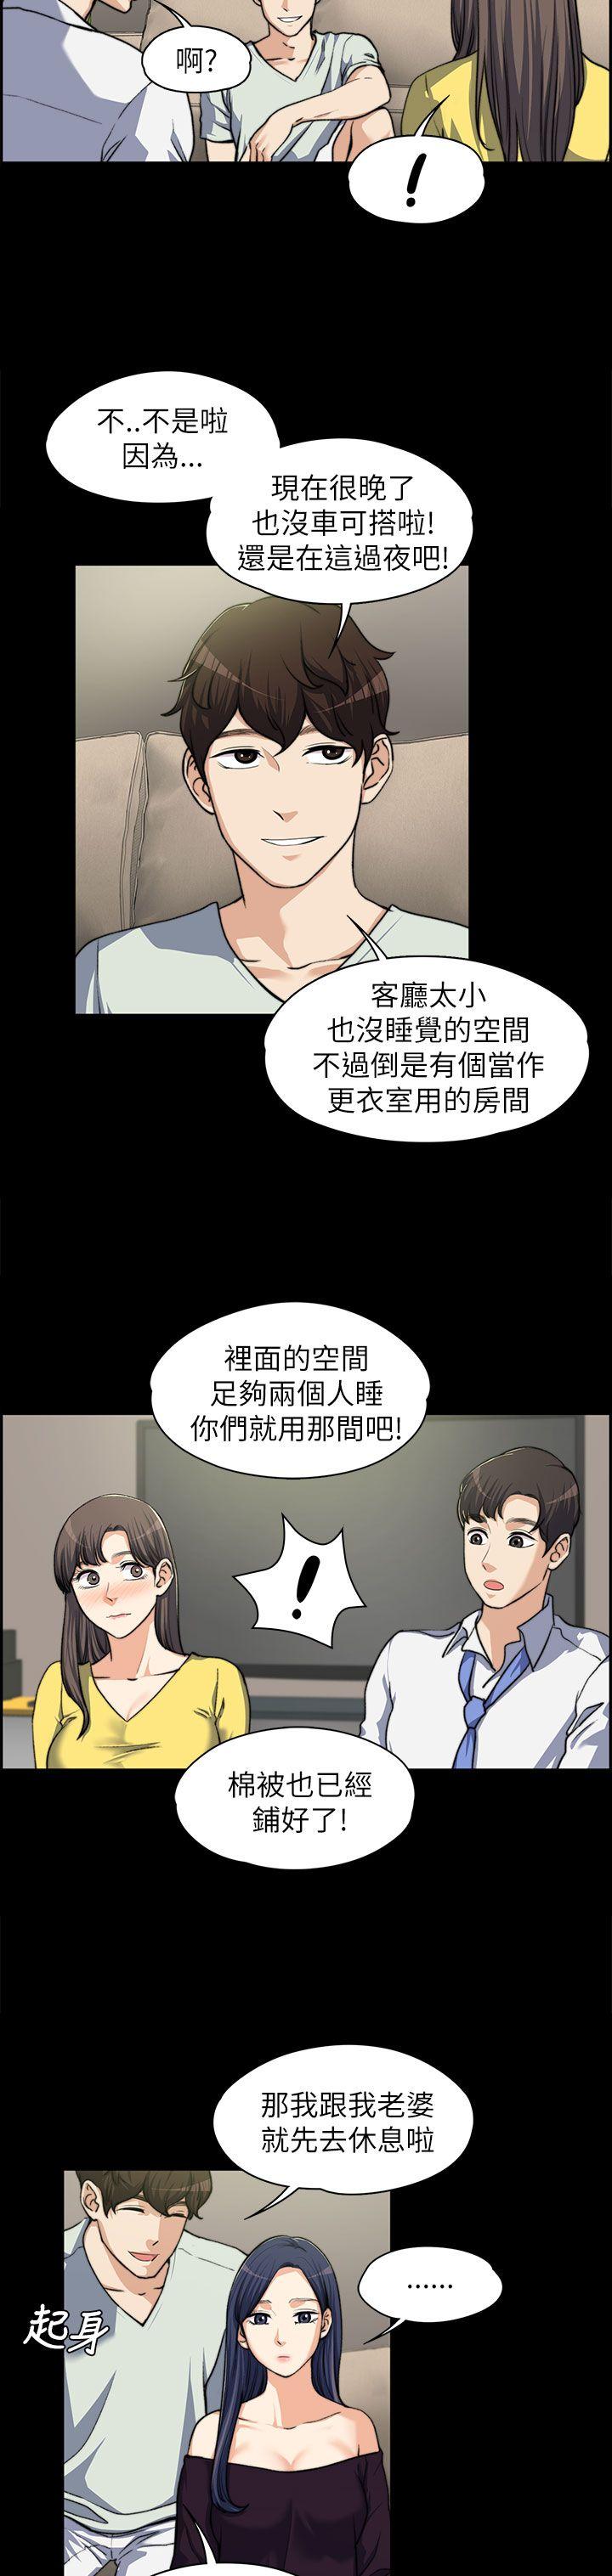 啊?
!
不..不是啦
因為...
現在很晚了
也沒車可搭啦!
還是在這過夜吧!
客廳太小
也沒睡覺的空間
不過倒是有個當作
更衣室用的房間
裡面的空間
足夠兩個人睡
你們就用那間吧!
!
棉被也已經
鋪好了!
那我跟我老婆
就先去休息啦
......
起身